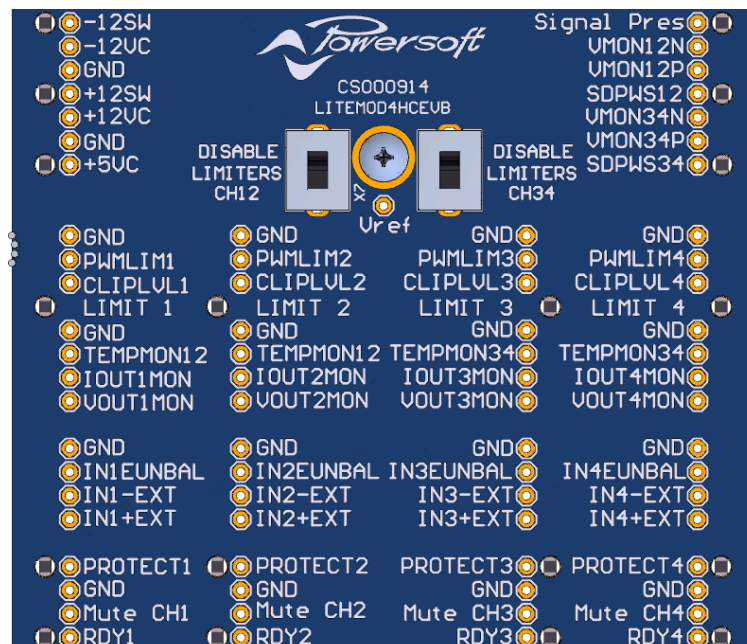 -12SW
-12VC
GND
+12SW
+12VC
GND
+5VC
Powersoft
CS000914
LITEMOD4HCEVB
Signal Pres
VMON12N
VMON12P
SDPWS12
VMON34N
VMON34P
SDPWS34
DISABLE
LIMITERS
CH12
X7
Vref
DISABLE
LIMITERS
CH34
GND GND GND GND
PWMLIM1 PWMLIM2 PWMLIM3 PWMLIM4
CLIPLVL1 CLIPLVL2 CLIPLVL3 CLIPLVL4
LIMIT 1 LIMIT 2 LIMIT 3 LIMIT 4
GND GND GND GND
TEMPMON12 TEMPMON12 TEMPMON34 TEMPMON34
IOUT1MON IOUT2MON IOUT3MON IOUT4MON
VOUT1MON VOUT2MON VOUT3MON VOUT4MON
GND GND GND GND
IN1EUNBAL IN2EUNBAL IN3EUNBAL IN4EUNBAL
IN1-EXT IN2-EXT IN3-EXT IN4-EXT
IN1+EXT IN2+EXT IN3+EXT IN4+EXT
PROTECT1 PROTECT2 PROTECT3 PROTECT4
GND GND GND GND
Mute CH1 Mute CH2 Mute CH3 Mute CH4
RDY1 RDY2 RDY3 RDY4